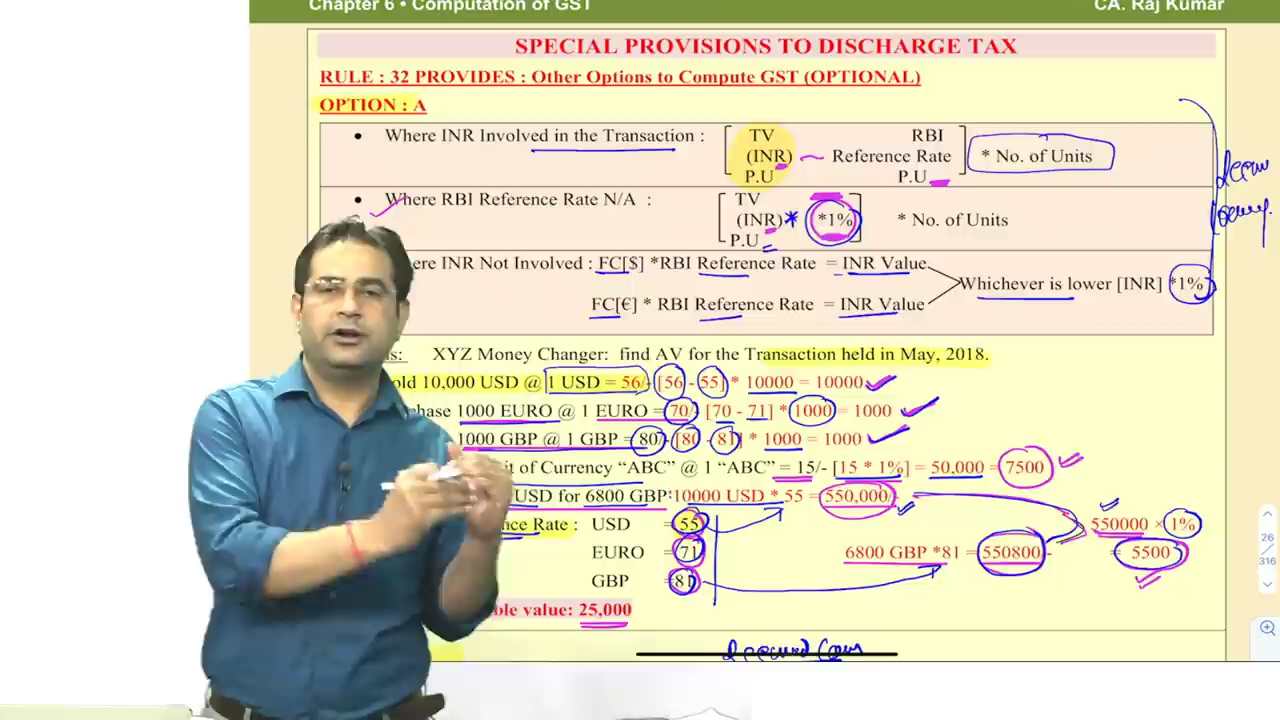 Chapter 6 • Computation of GST CA. Raj Kumar
SPECIAL PROVISIONS TO DISCHARGE TAX
RULE : 32 PROVIDES : Other Options to Compute GST (OPTIONAL)
OPTION : A
• Where INR Involved in the Transaction : [TV (INR) P.U ~ RBI Reference Rate P.U] * No. of Units
• Where RBI Reference Rate N/A : [TV (INR) P.U * *1%] * No. of Units
ere INR Not Involved : FC[$] *RBI Reference Rate = INR Value
FC[€] * RBI Reference Rate = INR Value
Whichever is lower [INR] *1%
XYZ Money Changer: find AV for the Transaction held in May, 2018.
old 10,000 USD @ 1 USD = 56/- [56 - 55] * 10000 = 10000
phase 1000 EURO @ 1 EURO = 70/- [70 - 71] * 1000 = 1000
1000 GBP @ 1 GBP = 80/- [80 - 81] * 1000 = 1000
it of Currency “ABC” @ 1 “ABC” = 15/- [15 * 1%] = 50,000 = 7500
USD for 6800 GBP: 10000 USD * 55 = 550,000/-
nce Rate : USD = 55
550000 × 1%
EURO = 71
6800 GBP *81 = 550800/-
= 5500
GBP = 81
ble value: 25,000
26
316